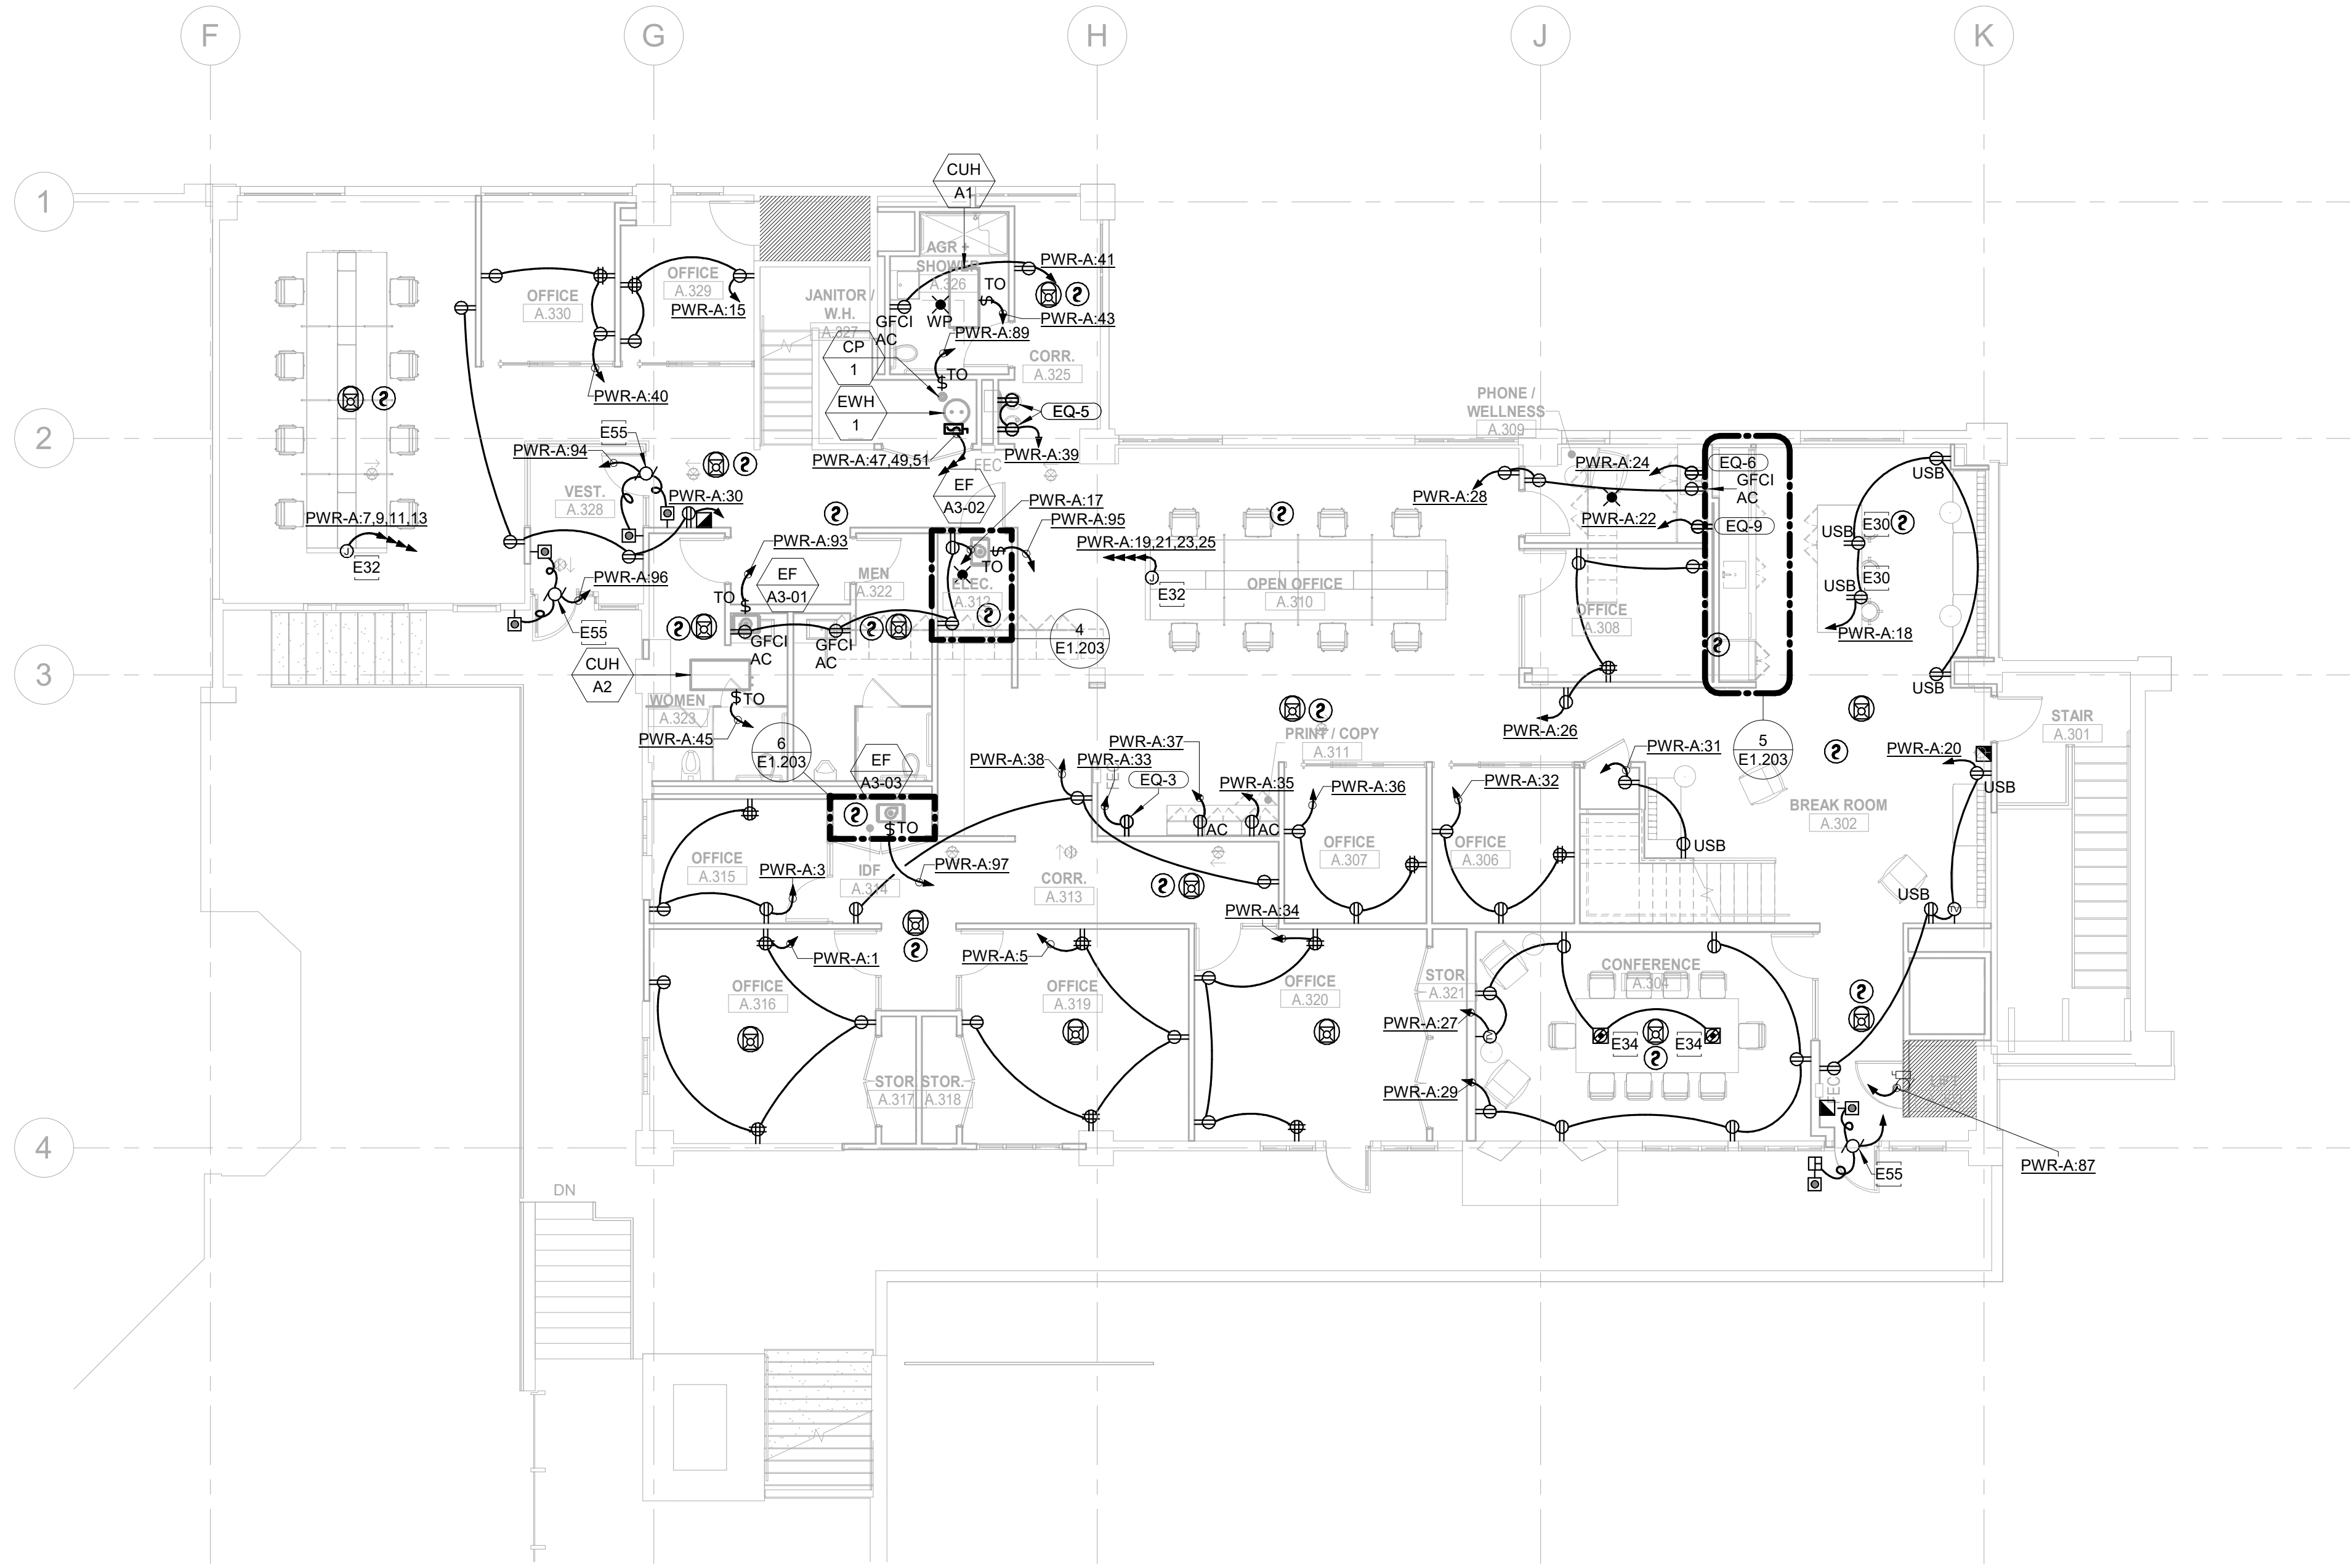 F
G
H
J
K
1
2
3
4
CUH
A1
AGR +
SHOWER
A.326
PWR-A:41
TO
OFFICE
A.329
PWR-A:15
OFFICE
A.330
JANITOR /
W.H.
A.327
GFCI
AC
WP
PWR-A:43
PWR-A:89
CP
1
CORR.
A.325
TO
PWR-A:40
EWH
1
EQ-5
PHONE /
WELLNESS
A.309
E55
PWR-A:94
PWR-A:47,49,51
PWR-A:39
FEC
EF
A3-02
PWR-A:17
PWR-A:95
VEST.
A.328
PWR-A:30
PWR-A:28
PWR-A:24
EQ-6
GFCI
AC
USB
PWR-A:22
EQ-9
USB
E30
PWR-A:7,9,11,13
J
E32
PWR-A:93
EF
A3-01
MEN
A.322
TO
ELEC.
A.312
PWR-A:19,21,23,25
J
E32
OPEN OFFICE
A.310
USB
E30
PWR-A:96
TO
E55
GFCI
AC
GFCI
AC
4
E1.203
OFFICE
A.308
PWR-A:18
CUH
A2
USB
WOMEN
A.323
TO
PWR-A:45
6
E1.203
EF
A3-03
PWR-A:26
STAIR
A.301
PRINT / COPY
A.311
PWR-A:37
PWR-A:38
PWR-A:33
EQ-3
PWR-A:35
PWR-A:36
PWR-A:32
PWR-A:31
5
E1.203
PWR-A:20
USB
BREAK ROOM
A.302
TO
AC
AC
OFFICE
A.307
OFFICE
A.306
USB
OFFICE
A.315
PWR-A:3
IDF
A.314
PWR-A:97
CORR.
A.313
USB
TV
PWR-A:34
PWR-A:1
PWR-A:5
OFFICE
A.316
OFFICE
A.319
OFFICE
A.320
STOR.
A.321
CONFERENCE
A.304
PWR-A:27
E34
E34
STOR.
A.317
STOR.
A.318
PWR-A:29
FEC
E55
PWR-A:87
DN